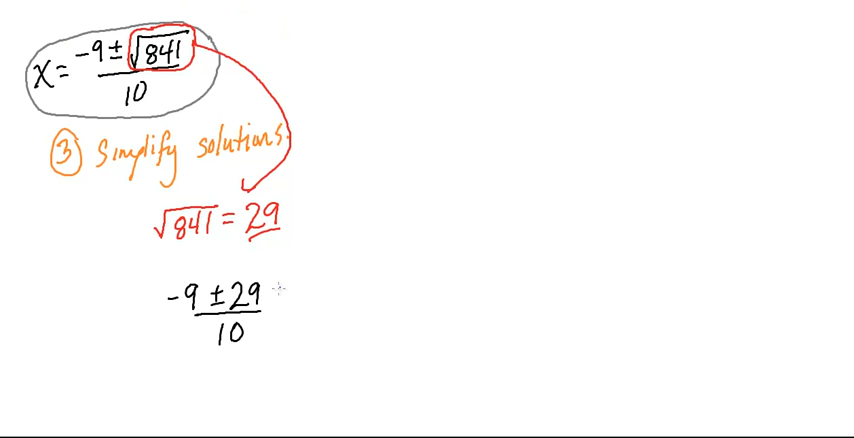 x = -9 ± √841
10
③ Simplify solutions.
√841 = 29
-9 ± 29
10